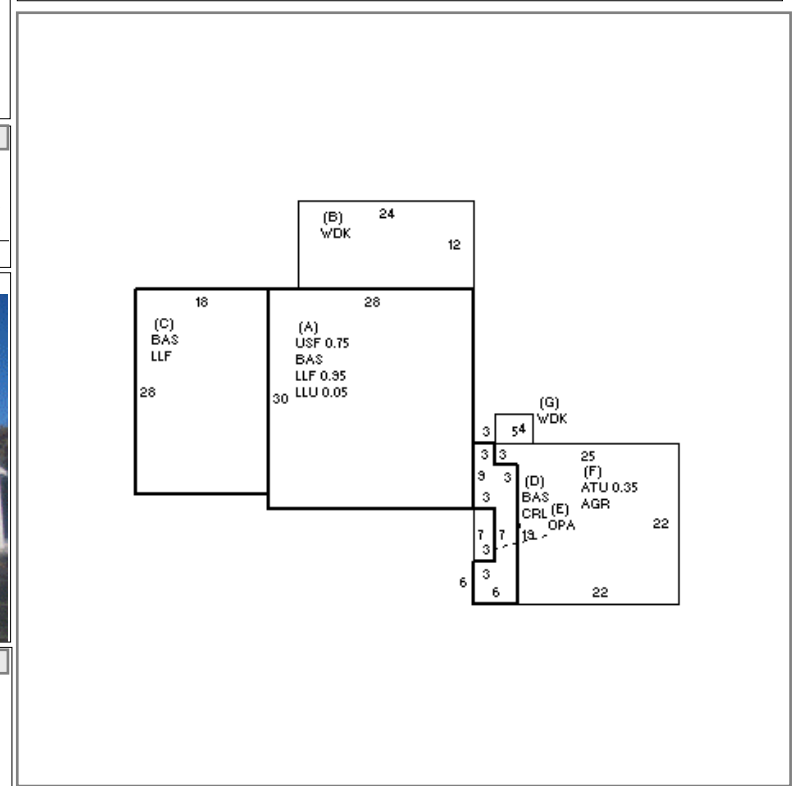 (B)
WDK
24
12
18
28
(C)
BAS
LLF
(A)
USF 0.75
BAS
LLF 0.95
LLU 0.05
28
30
(G)
WDK
3
5 4
3 3
25
9
3
(D)
BAS
CRL
(E)
OPA
(F)
ATU 0.35
AGR
3
22
7 7
19
3
6
3
6
22